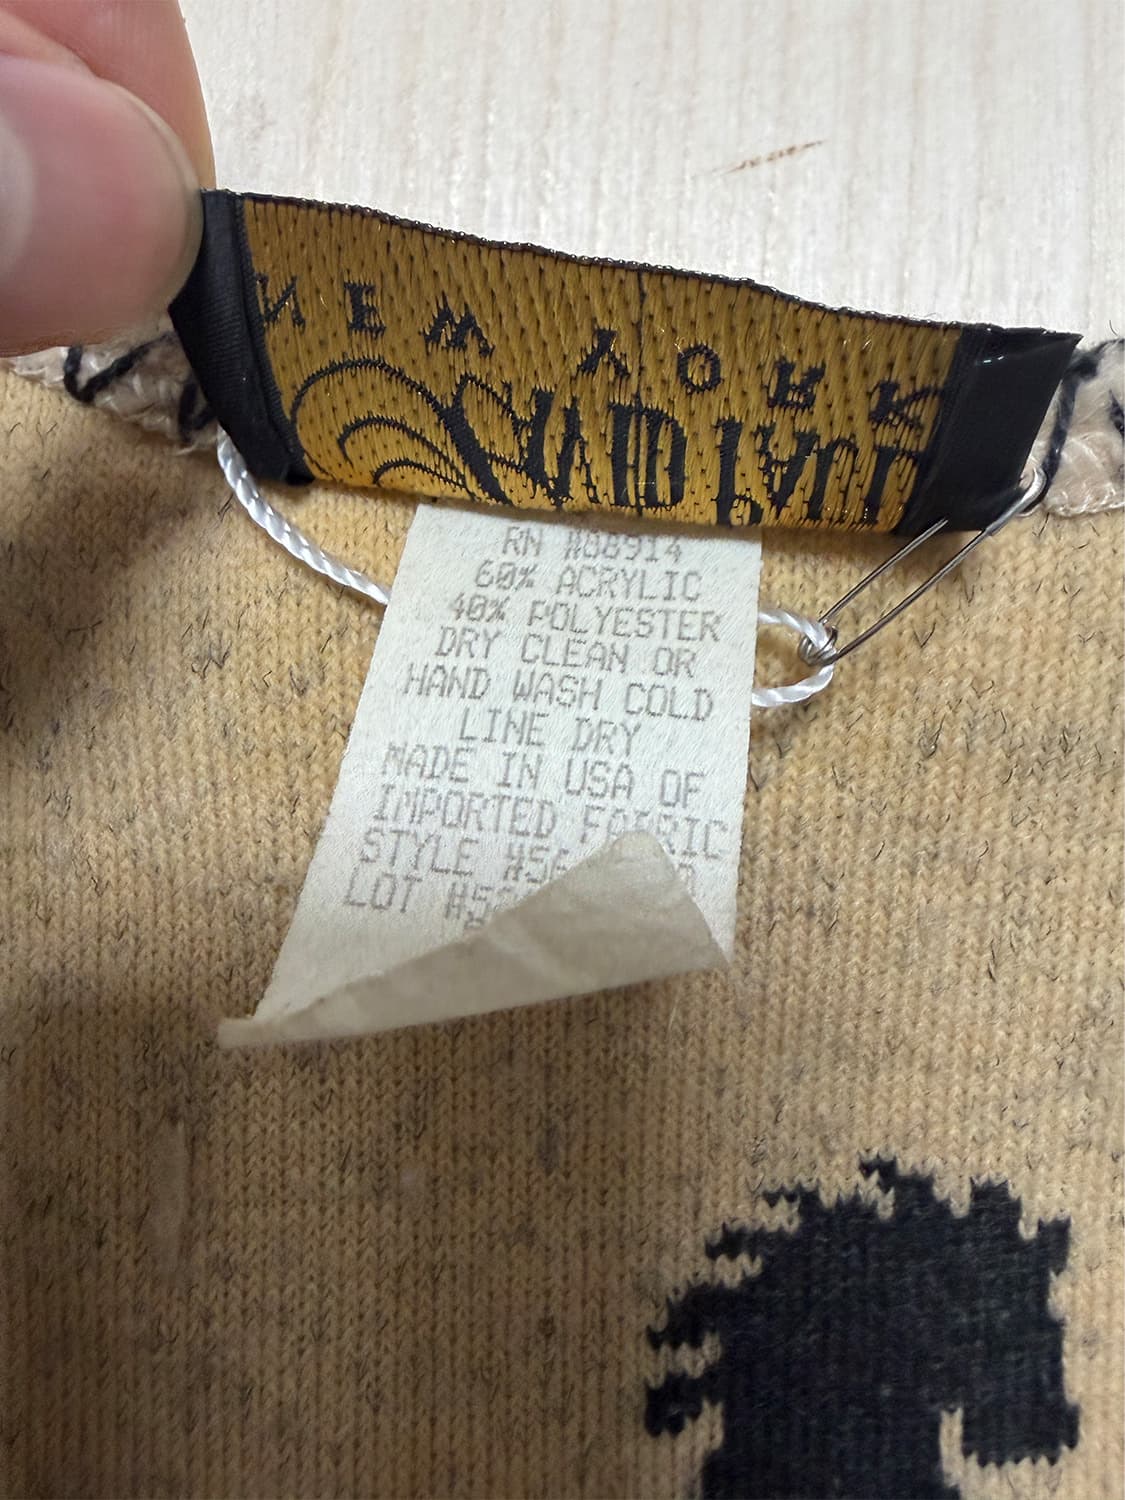 NEW YORK
RN #88914
60% ACRYLIC
40% POLYESTER
DRY CLEAN OR
HAND WASH COLD
LINE DRY
MADE IN USA OF
IMPORTED FABRIC
STYLE
LOT